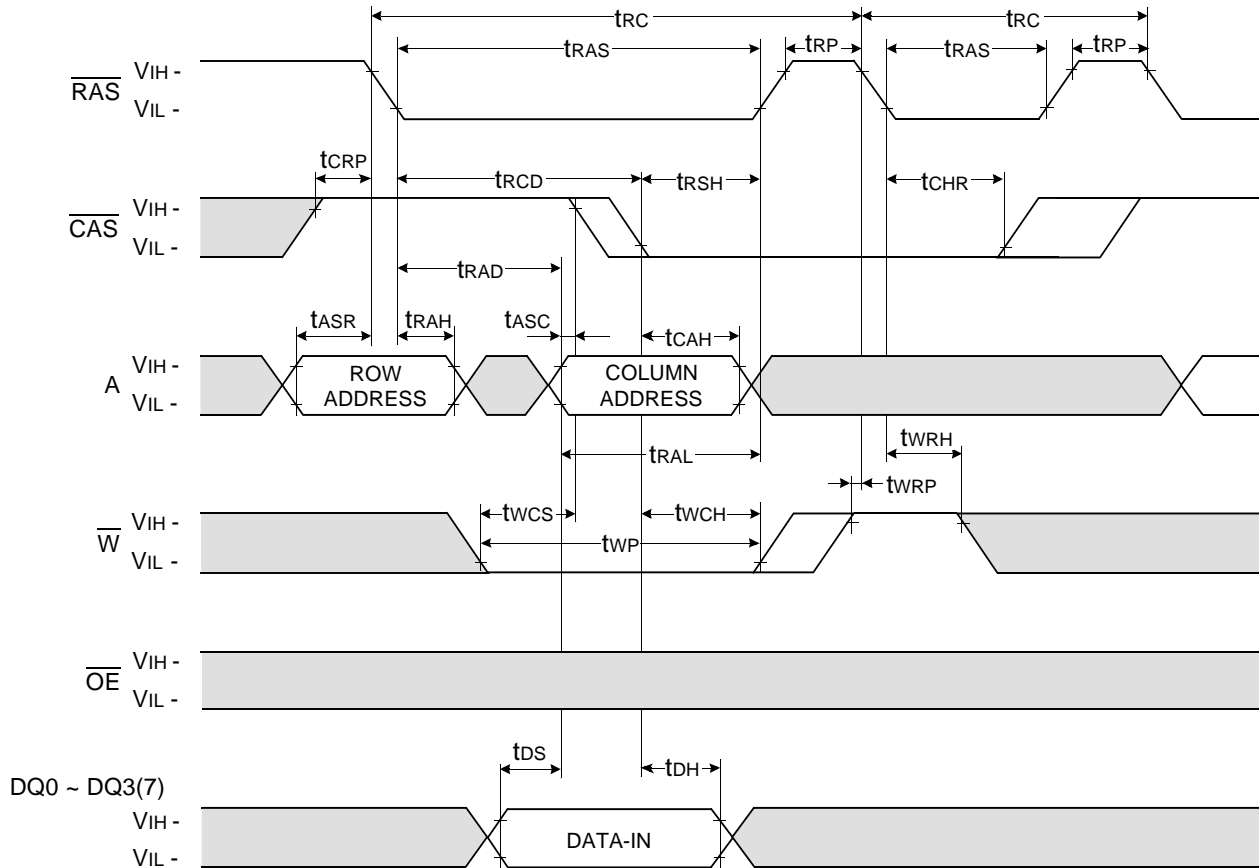 tRC tRC
tRAS tRP tRAS tRP
RAS VIH -
VIL -
tCRP tRCD tRSH tCHR
CAS VIH -
VIL -
tRAD
tASR tRAH tASC tCAH
A VIH -
VIL -
ROW
ADDRESS
COLUMN
ADDRESS
tRAL tWRH
tWRP
tWCS tWCH
W VIH -
VIL -
tWP
OE VIH -
VIL -
tDS tDH
DQ0 ~ DQ3(7)
VIH -
VIL -
DATA-IN